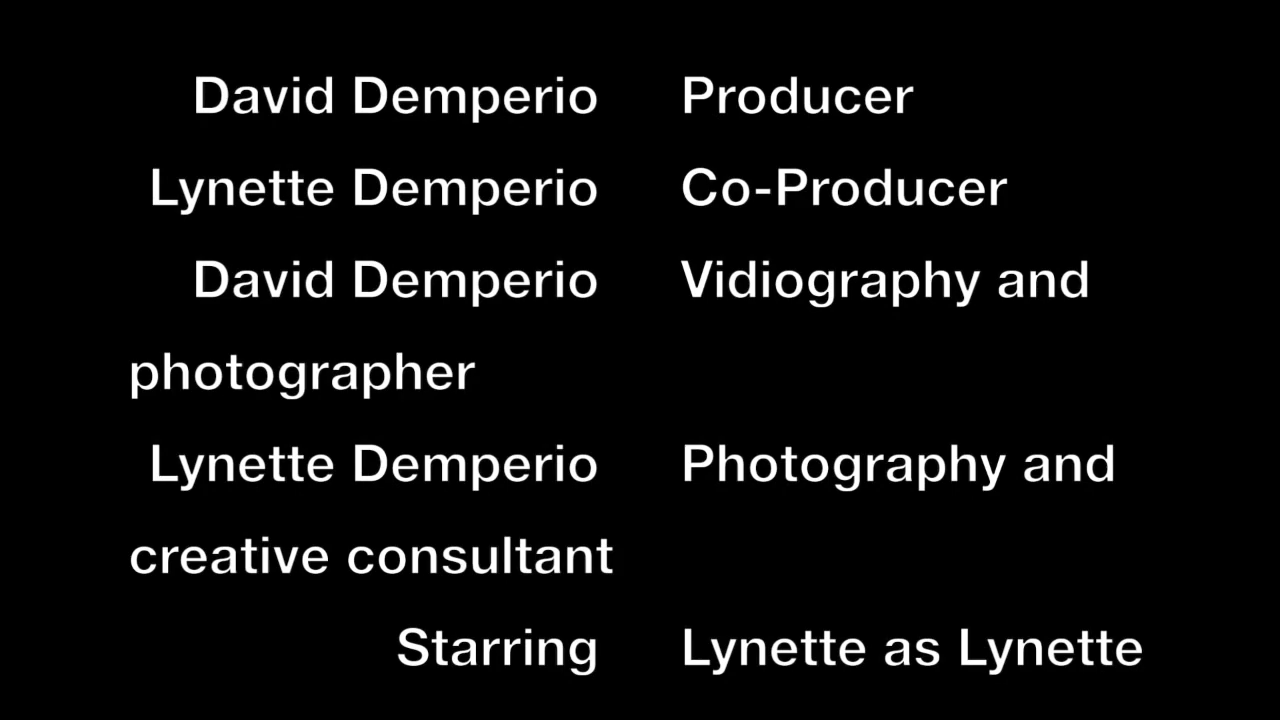 David Demperio Producer
Lynette Demperio Co-Producer
David Demperio Vidiography and
photographer
Lynette Demperio Photography and
creative consultant
Starring Lynette as Lynette